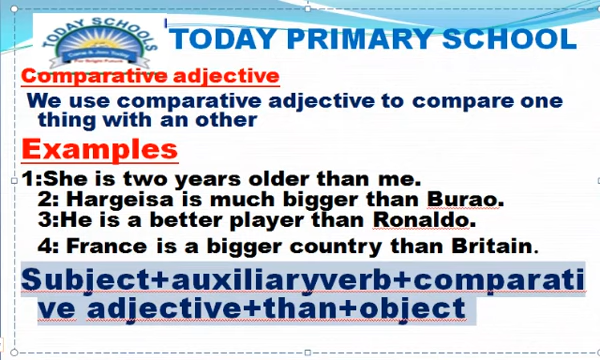 TODAY SCHOOLS
TODAY PRIMARY SCHOOL
Comparative adjective
We use comparative adjective to compare one
thing with an other
Examples
1:She is two years older than me.
2: Hargeisa is much bigger than Burao.
3:He is a better player than Ronaldo.
4: France is a bigger country than Britain.
Subject+auxiliaryverb+comparati
ve adjective+than+object